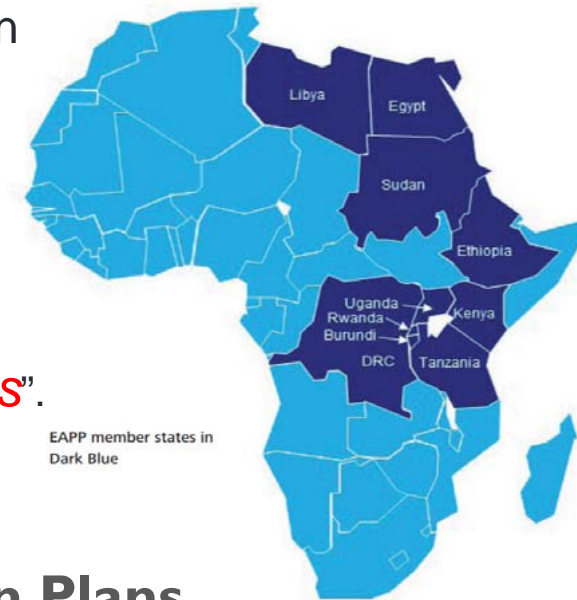 n
Libya
Egypt
Sudan
Ethiopia
Uganda
Kenya
Rwanda
Burundi
DRC
Tanzania
s”.
EAPP member states in
Dark Blue
n Plans